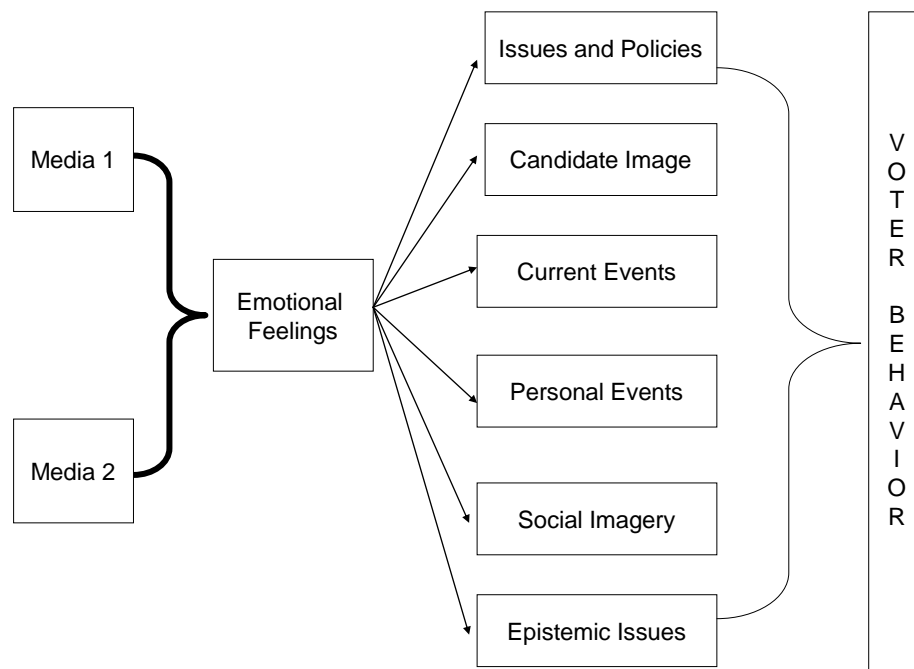 Media 1
Media 2
Emotional
Feelings
Issues and Policies
Candidate Image
Current Events
Personal Events
Social Imagery
Epistemic Issues
V
O
T
E
R
B
E
H
A
V
I
O
R